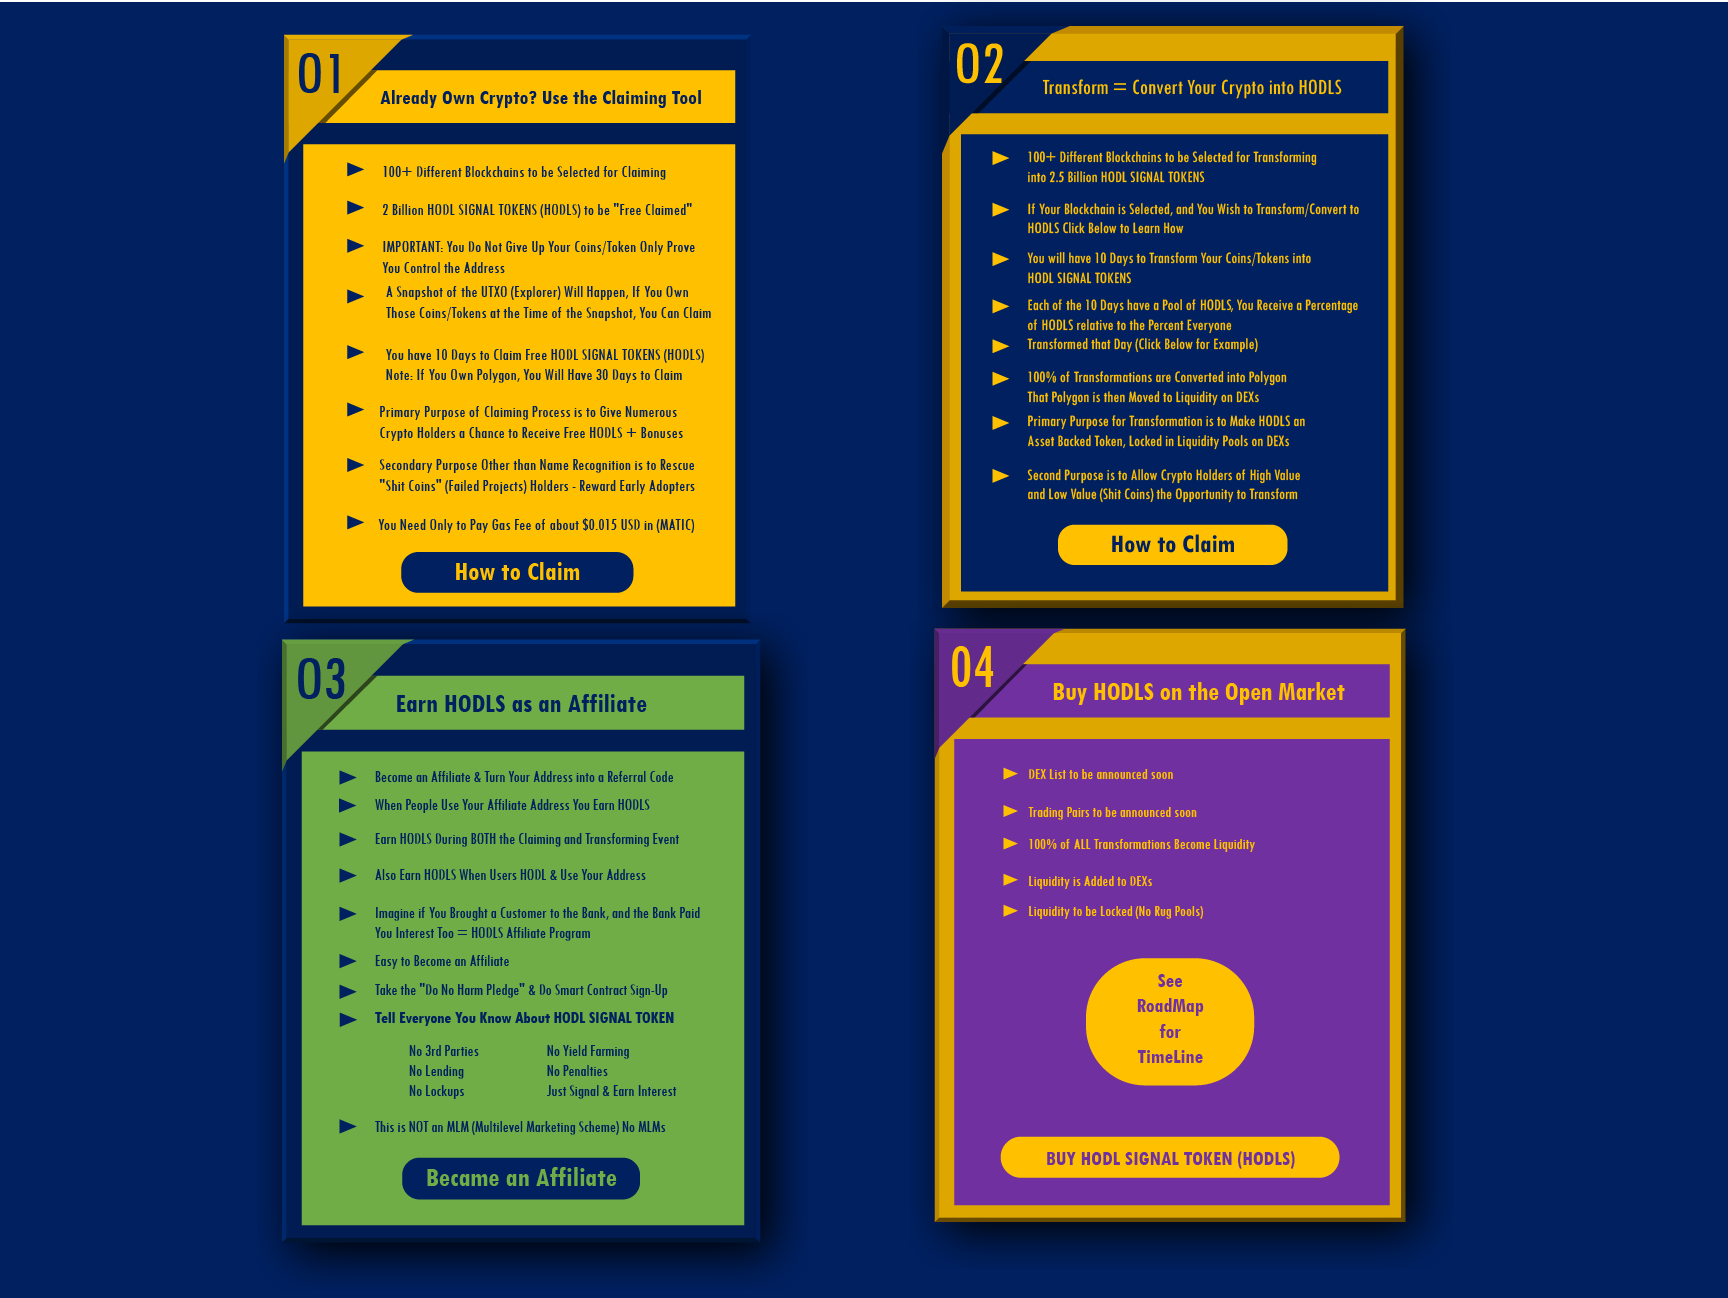 01
Already Own Crypto? Use the Claiming Tool
100+ Different Blockchains to be Selected for Claiming
2 Billion HODL SIGNAL TOKENS (HODLS) to be "Free Claimed"
IMPORTANT: You Do Not Give Up Your Coins/Token Only Prove
You Control the Address
A Snapshot of the UTXO (Explorer) Will Happen, If You Own
Those Coins/Tokens at the Time of the Snapshot, You Can Claim
You have 10 Days to Claim Free HODL SIGNAL TOKENS (HODLS)
Note: If You Own Polygon, You Will Have 30 Days to Claim
Primary Purpose of Claiming Process is to Give Numerous
Crypto Holders a Chance to Receive Free HODLS + Bonuses
Secondary Purpose Other than Name Recognition is to Rescue
"Shit Coins" (Failed Projects) Holders - Reward Early Adopters
You Need Only to Pay Gas Fee of about $0.015 USD in (MATIC)
How to Claim
02
Transform = Convert Your Crypto into HODLS
100+ Different Blockchains to be Selected for Transforming
into 2.5 Billion HODL SIGNAL TOKENS
If Your Blockchain is Selected, and You Wish to Transform/Convert to
HODLS Click Below to Learn How
You will have 10 Days to Transform Your Coins/Tokens into
HODL SIGNAL TOKENS
Each of the 10 Days have a Pool of HODLS, You Receive a Percentage
of HODLS relative to the Percent Everyone
Transformed that Day (Click Below for Example)
100% of Transformations are Converted into Polygon
That Polygon is then Moved to Liquidity on DEXs
Primary Purpose for Transformation is to Make HODLS an
Asset Backed Token, Locked in Liquidity Pools on DEXs
Second Purpose is to Allow Crypto Holders of High Value
and Low Value (Shit Coins) the Opportunity to Transform
How to Claim
03
Earn HODLS as an Affiliate
Become an Affiliate & Turn Your Address into a Referral Code
When People Use Your Affiliate Address You Earn HODLS
Earn HODLS During BOTH the Claiming and Transforming Event
Also Earn HODLS When Users HODL & Use Your Address
Imagine if You Brought a Customer to the Bank, and the Bank Paid
You Interest Too = HODLS Affiliate Program
Easy to Become an Affiliate
Take the "Do No Harm Pledge" & Do Smart Contract Sign-Up
Tell Everyone You Know About HODL SIGNAL TOKEN
No 3rd Parties No Yield Farming
No Lending No Penalties
No Lockups Just Signal & Earn Interest
This is NOT an MLM (Multilevel Marketing Scheme) No MLMs
Became an Affiliate
04
Buy HODLS on the Open Market
DEX List to be announced soon
Trading Pairs to be announced soon
100% of ALL Transformations Become Liquidity
Liquidity is Added to DEXs
Liquidity to be Locked (No Rug Pools)
See
RoadMap
for
TimeLine
BUY HODL SIGNAL TOKEN (HODLS)